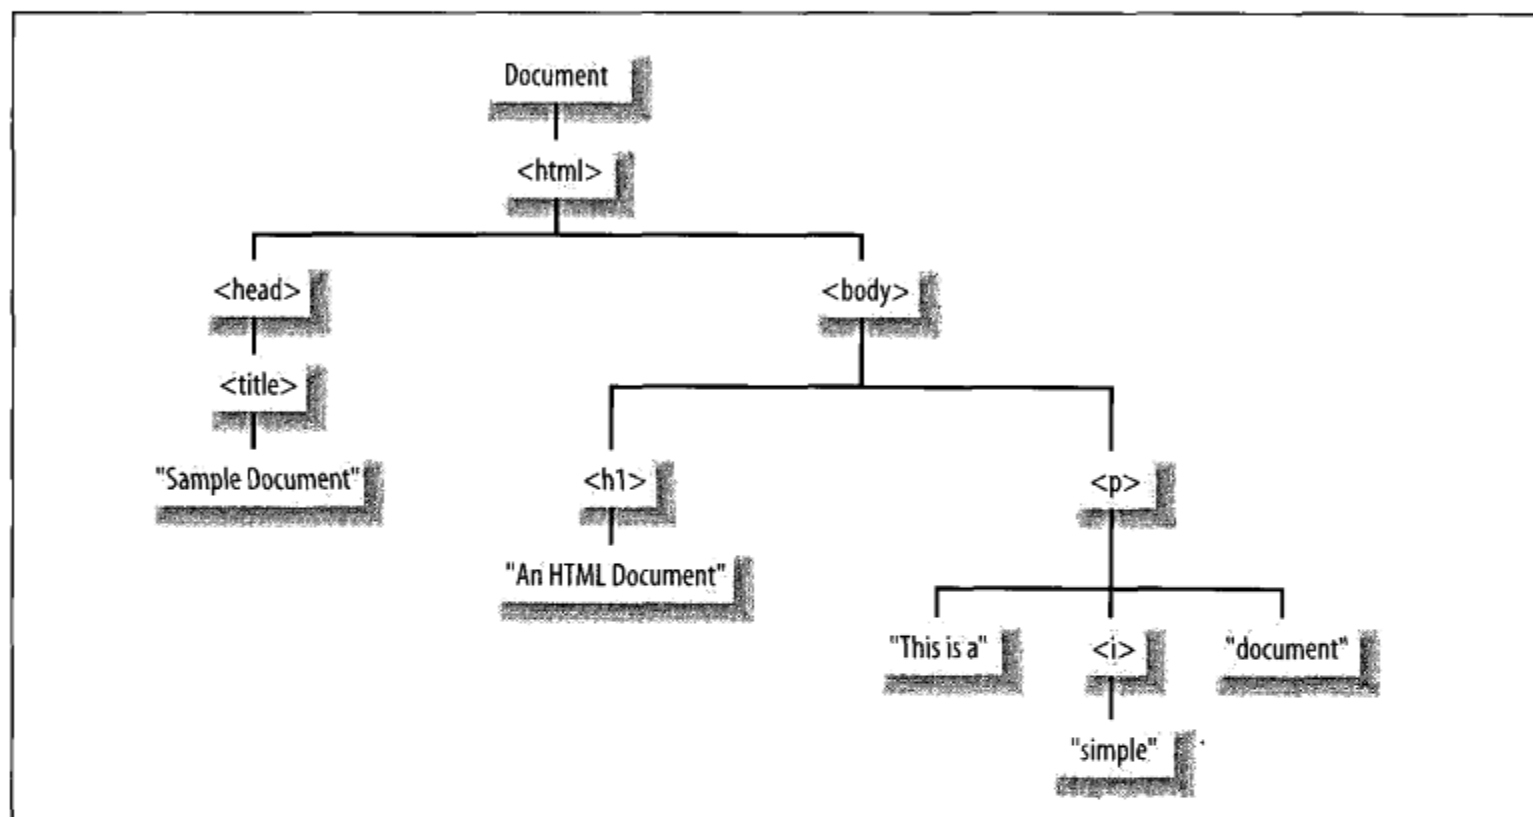 Document
<html>
<head> <body>
<title>
"Sample Document" <h1> <p>
"An HTML Document"
"This is a" <i> "document"
"simple"